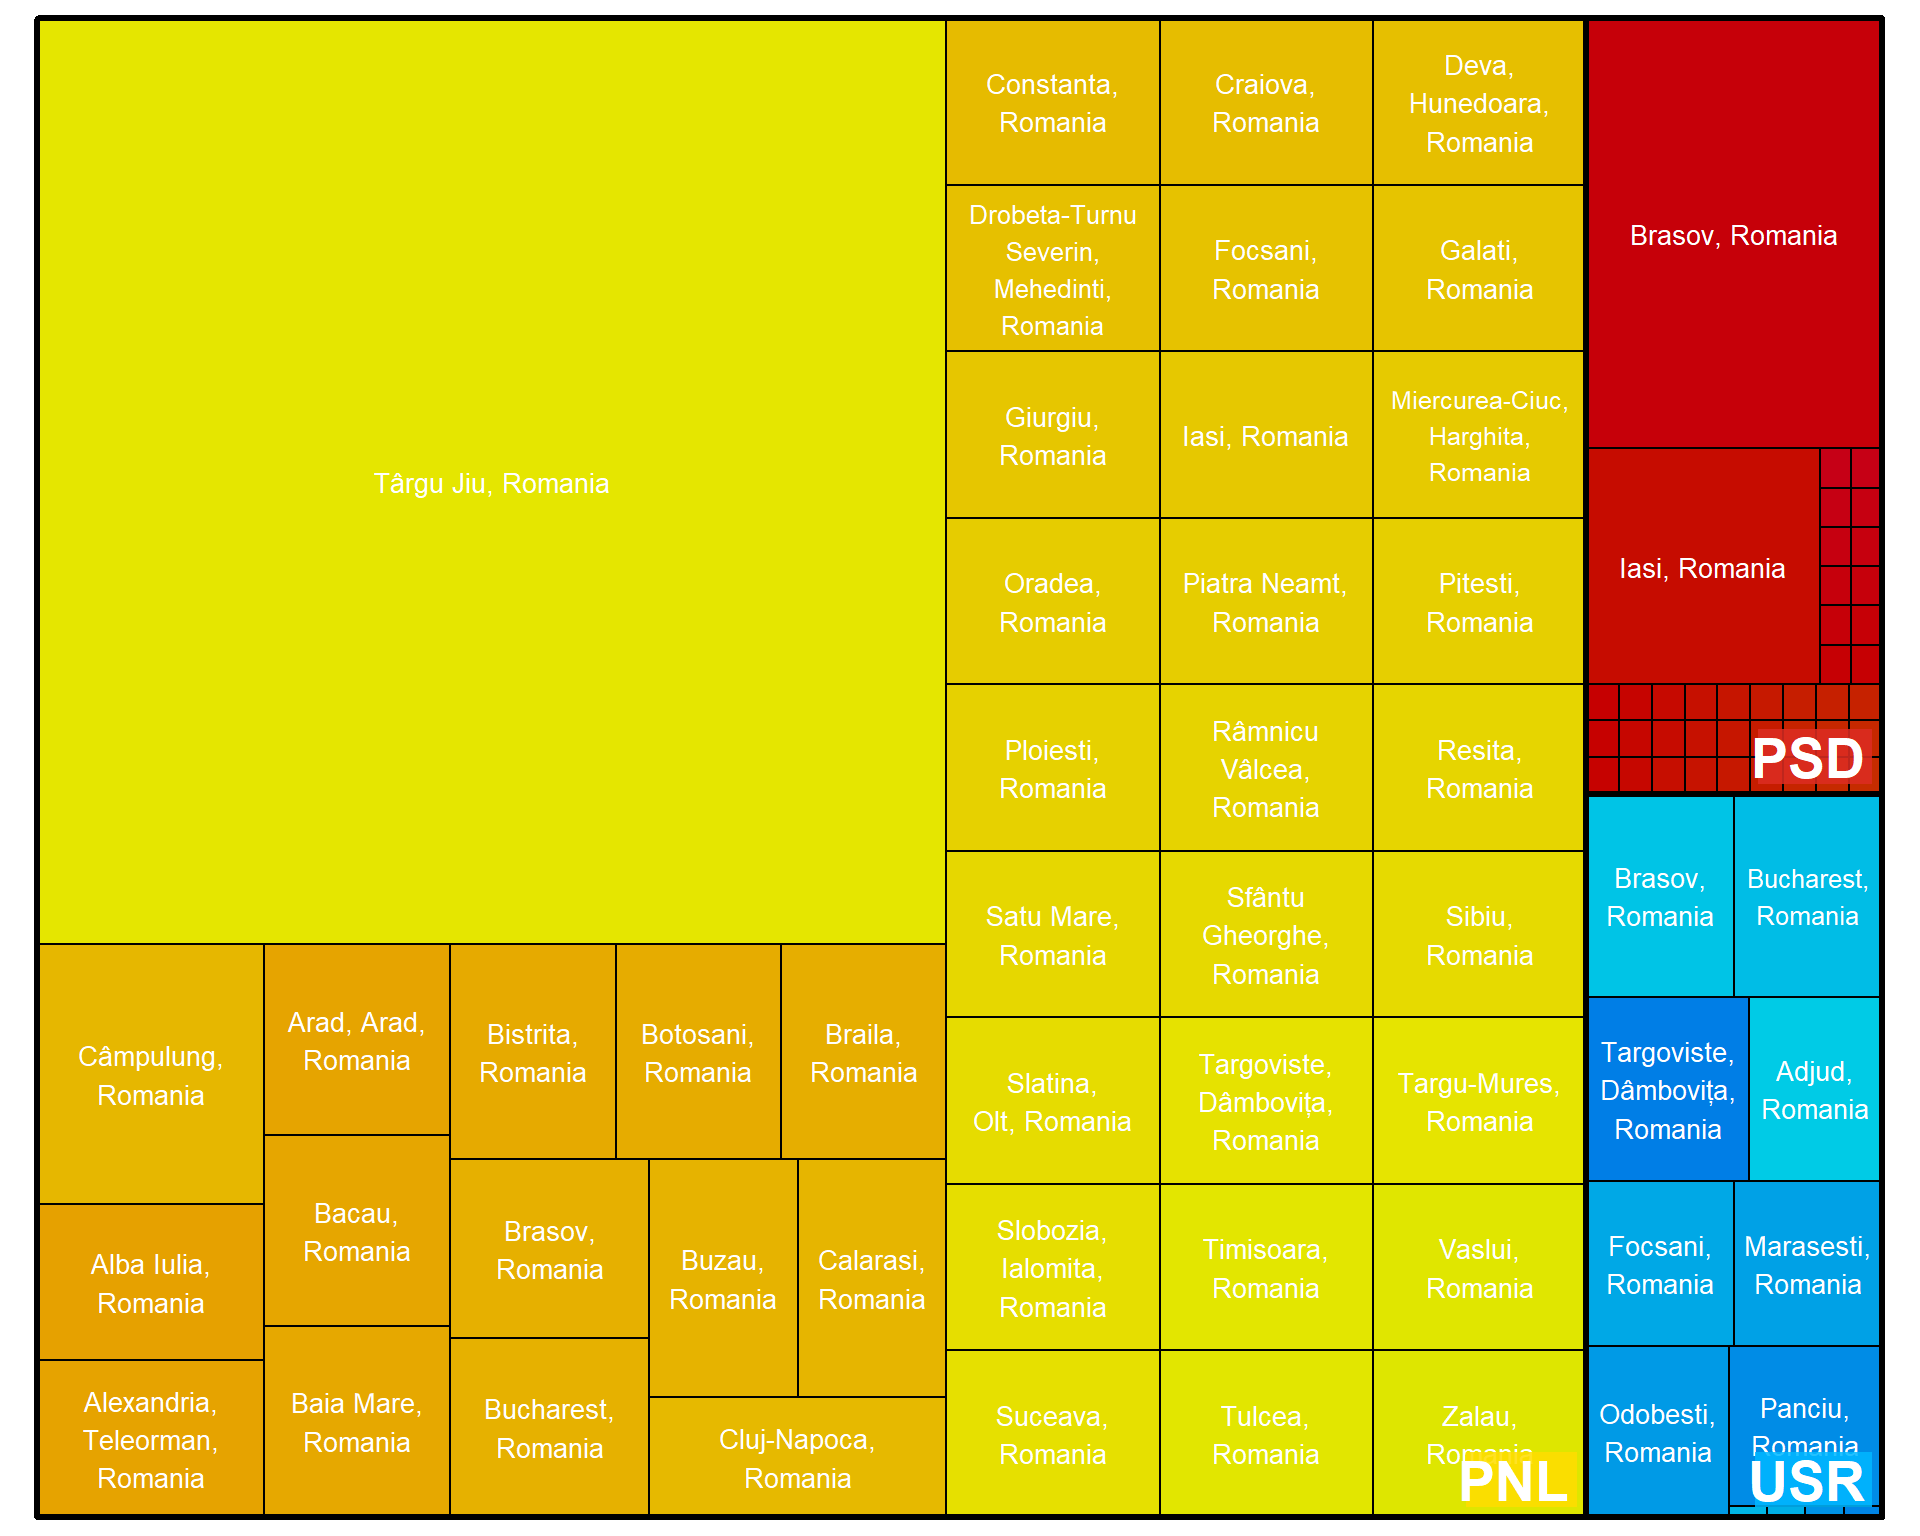 Târgu Jiu, Romania
Câmpulung,
Romania
Alba Iulia,
Romania
Alexandria,
Teleorman,
Romania
Arad, Arad,
Romania
Bacau,
Romania
Baia Mare,
Romania
Bistrita,
Romania
Botosani,
Romania
Braila,
Romania
Brasov,
Romania
Bucharest,
Romania
Buzau,
Romania
Calarasi,
Romania
Cluj-Napoca,
Romania
Constanta,
Romania
Craiova,
Romania
Deva,
Hunedoara,
Romania
Drobeta-Turnu
Severin,
Mehedinti,
Romania
Focsani,
Romania
Galati,
Romania
Giurgiu,
Romania
Iasi, Romania
Miercurea-Ciuc,
Harghita,
Romania
Oradea,
Romania
Piatra Neamt,
Romania
Pitesti,
Romania
Ploiesti,
Romania
Râmnicu
Vâlcea,
Romania
Resita,
Romania
Satu Mare,
Romania
Sfântu
Gheorghe,
Romania
Sibiu,
Romania
Slatina,
Olt, Romania
Targoviste,
Dâmbovița,
Romania
Targu-Mures,
Romania
Slobozia,
Ialomita,
Romania
Timisoara,
Romania
Vaslui,
Romania
Suceava,
Romania
Tulcea,
Romania
Zalau,
Romania
PNL
Brasov, Romania
Iasi, Romania
PSD
Brasov,
Romania
Bucharest,
Romania
Targoviste,
Dâmbovița,
Romania
Adjud,
Romania
Focsani,
Romania
Marasesti,
Romania
Odobesti,
Romania
Panciu,
Romania
USR